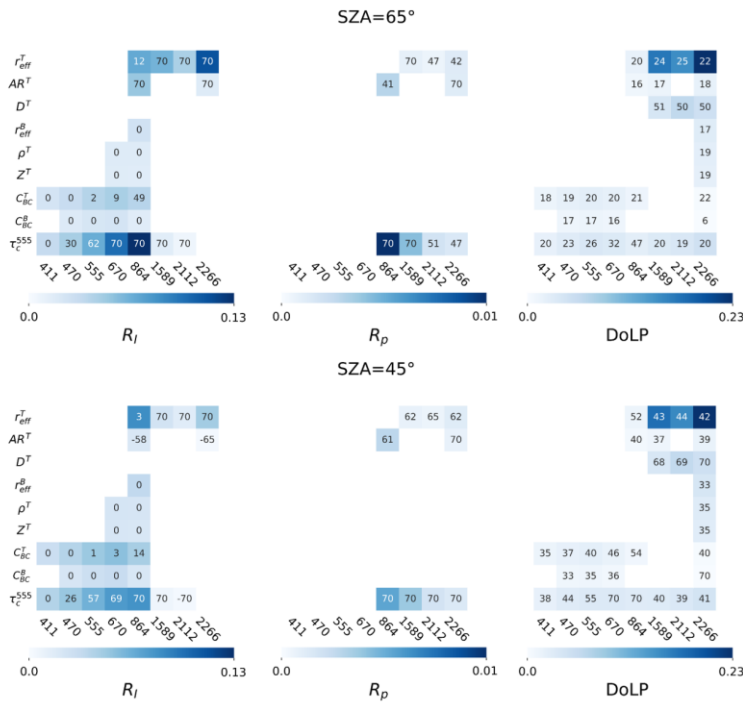 SZA=65°
r_eff^T 12 70 70 70 70 47 42 20 24 25 22
AR^T 70 70 41 70 16 17 18
D^T 51 50 50
r_eff^B 0 17
ρ^T 0 0 19
Z^T 0 0 19
C_BC^T 0 0 2 9 49 18 19 20 20 21 22
C_BC^B 0 0 0 0 17 17 16 6
τ_c^555 0 30 62 70 70 70 70 70 70 51 47 20 23 26 32 47 20 19 20
411 470 555 670 864 1589 2112 2266 411 470 555 670 864 1589 2112 2266 411 470 555 670 864 1589 2112 2266
0.0 0.13 0.0 0.01 0.0 0.23
R_I R_p DoLP
SZA=45°
r_eff^T 3 70 70 70 62 65 62 52 43 44 42
AR^T -58 -65 61 70 40 37 39
D^T 68 69 70
r_eff^B 0 33
ρ^T 0 0 35
Z^T 0 0 35
C_BC^T 0 0 1 3 14 35 37 40 46 54 40
C_BC^B 0 0 0 0 33 35 36 70
τ_c^555 0 26 57 69 70 70 -70 70 70 70 70 38 44 55 70 70 40 39 41
411 470 555 670 864 1589 2112 2266 411 470 555 670 864 1589 2112 2266 411 470 555 670 864 1589 2112 2266
0.0 0.13 0.0 0.01 0.0 0.23
R_I R_p DoLP